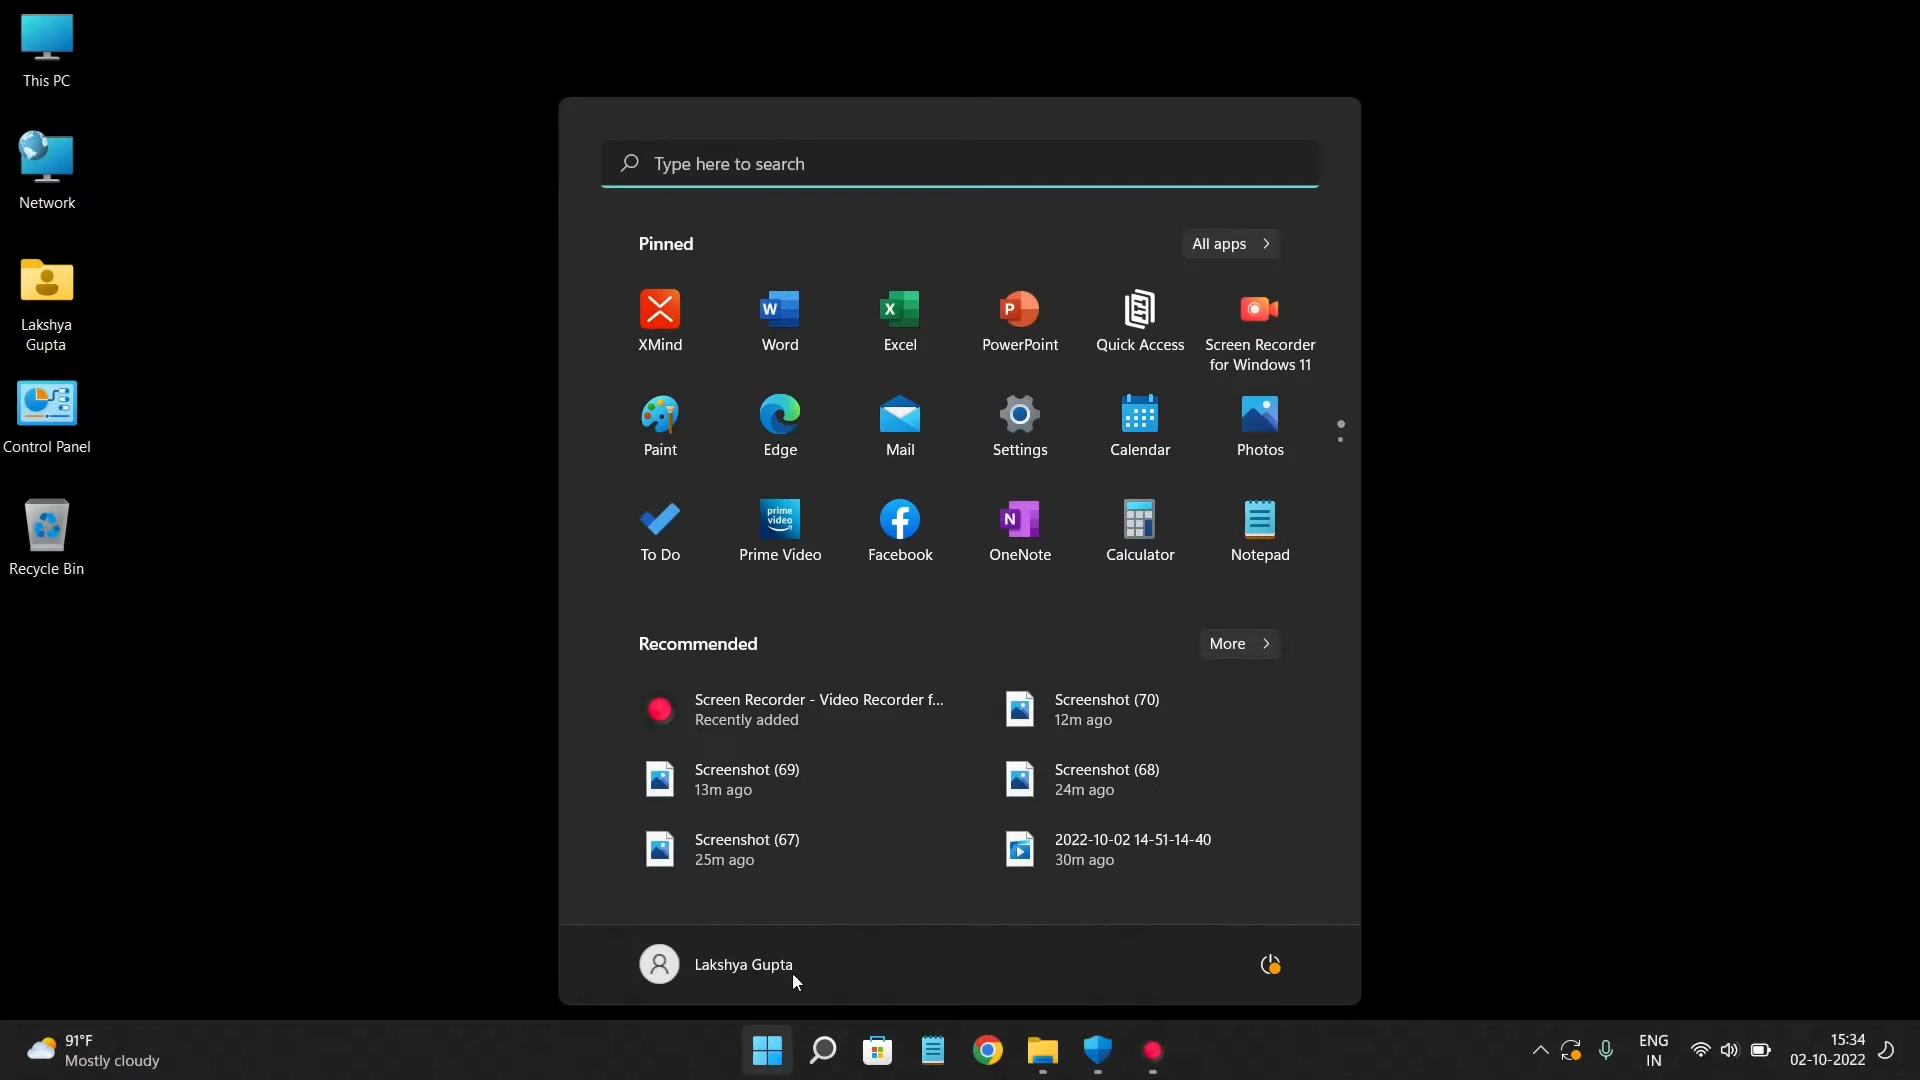 This PC
Network
Lakshya
Gupta
Control Panel
Recycle Bin
Type here to search
Pinned
All apps
XMind
Word
Excel
PowerPoint
Quick Access
Screen Recorder
for Windows 11
Paint
Edge
Mail
Settings
Calendar
Photos
To Do
prime
video
Prime Video
Facebook
OneNote
Calculator
Notepad
Recommended
More
Screen Recorder - Video Recorder f...
Recently added
Screenshot (70)
12m ago
Screenshot (69)
13m ago
Screenshot (68)
24m ago
Screenshot (67)
25m ago
2022-10-02 14-51-14-40
30m ago
Lakshya Gupta
91°F
Mostly cloudy
ENG
IN
15:34
02-10-2022